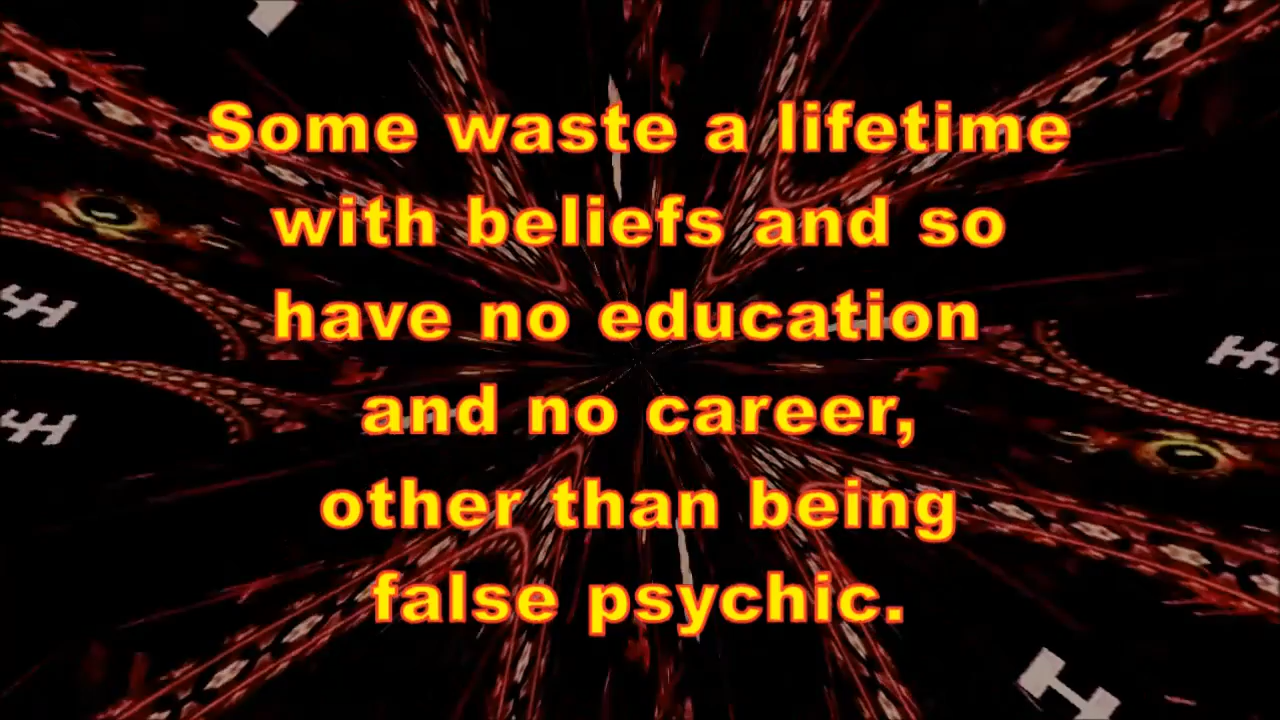 Some waste a lifetime
with beliefs and so
have no education
and no career,
other than being
false psychic.